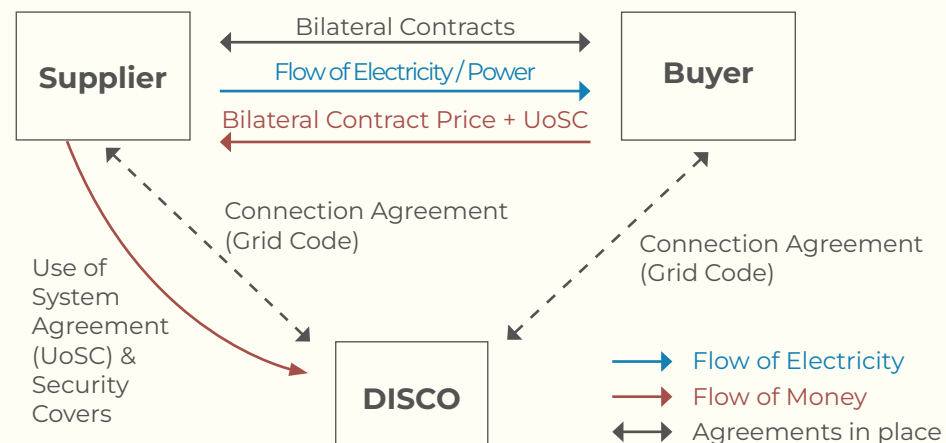 Bilateral Contracts
Supplier
Flow of Electricity / Power
Buyer
Bilateral Contract Price + UoSC
Connection Agreement
(Grid Code)
Connection Agreement
(Grid Code)
Use of
System
Agreement
(UoSC) &
Security
Covers
DISCO
Flow of Electricity
Flow of Money
Agreements in place